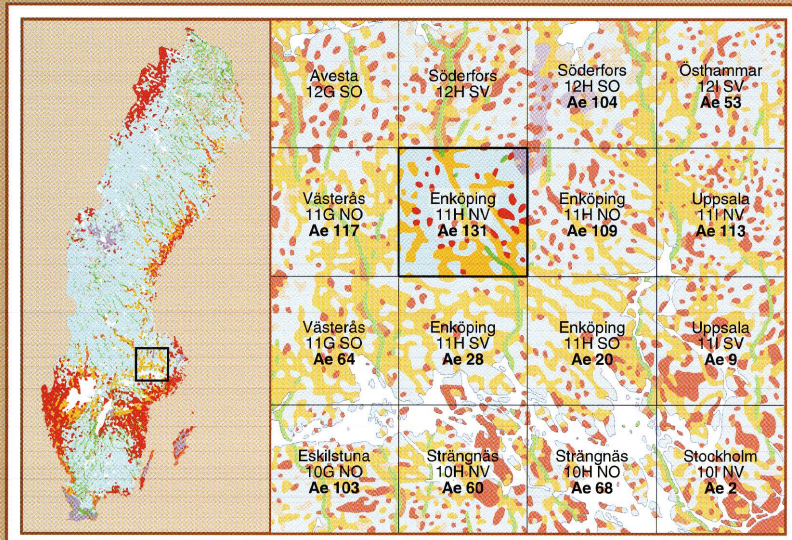 Avesta
12G SO
Söderfors
12H SV
Söderfors
12H SO
Ae 104
Östhammar
12I SV
Ae 53
Västerås
11G NO
Ae 117
Enköping
11H NV
Ae 131
Enköping
11H NO
Ae 109
Uppsala
11I NV
Ae 113
Västerås
11G SO
Ae 64
Enköping
11H SV
Ae 28
Enköping
11H SO
Ae 20
Uppsala
11I SV
Ae 9
Eskilstuna
10G NO
Ae 103
Strängnäs
10H NV
Ae 60
Strängnäs
10H NO
Ae 68
Stockholm
10I NV
Ae 2